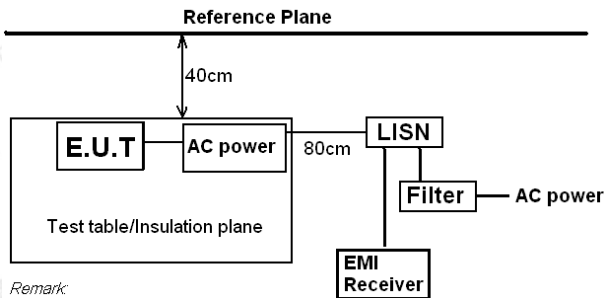 Reference Plane
40cm
E.U.T
AC power
80cm
LISN
Filter
AC power
Test table/Insulation plane
EMI
Receiver
Remark: